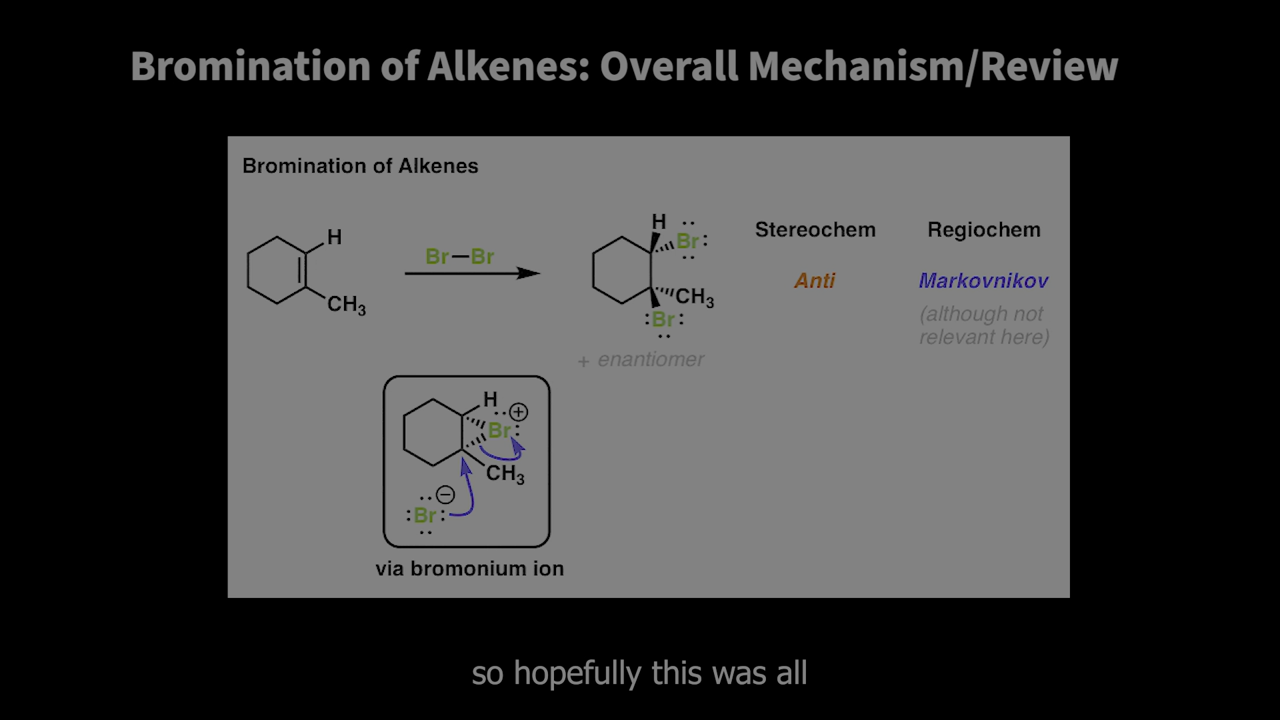 Bromination of Alkenes: Overall Mechanism/Review
Bromination of Alkenes
H
CH3
Br—Br
H
Br
CH3
Br
+ enantiomer
Stereochem
Anti
Regiochem
Markovnikov
(although not
relevant here)
H
+
Br
CH3
−
Br
via bromonium ion
so hopefully this was all